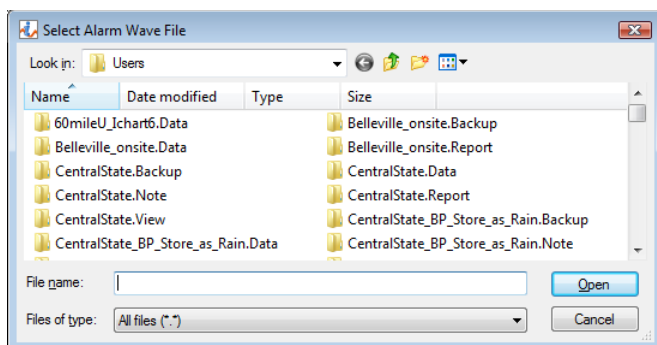 Select Alarm Wave File
Look in: Users
Name Date modified Type Size
60mileU_Ichart6.Data Belleville_onsite.Backup
Belleville_onsite.Data Belleville_onsite.Report
CentralState.Backup CentralState.Data
CentralState.Note CentralState.Report
CentralState.View CentralState_BP_Store_as_Rain.Backup
CentralState_BP_Store_as_Rain.Data CentralState_BP_Store_as_Rain.Note
File name: Open
Files of type: All files (*.*) Cancel